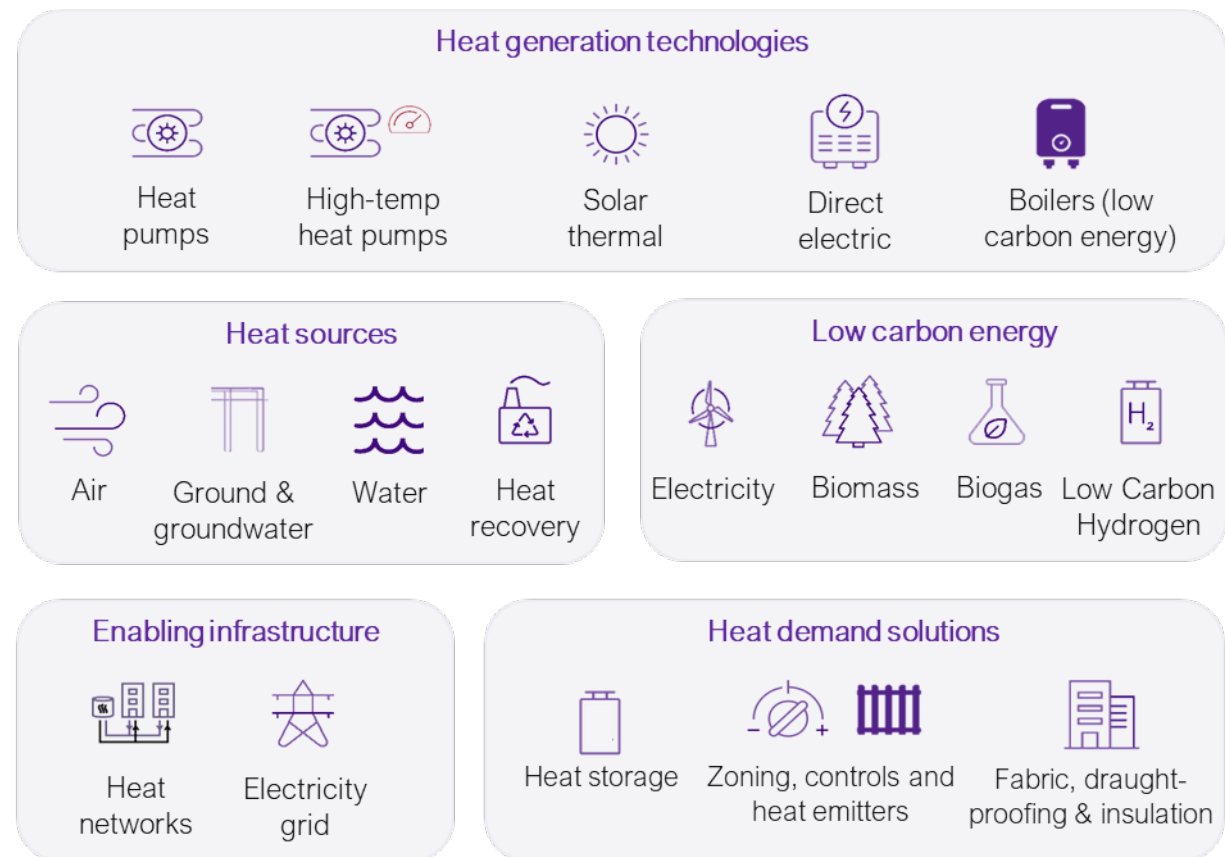 Heat generation technologies
Heat
pumps
High-temp
heat pumps
Solar
thermal
Direct
electric
Boilers (low
carbon energy)
Heat sources
Air
Ground &
groundwater
Water
Heat
recovery
Low carbon energy
H₂
Electricity
Biomass
Biogas
Low Carbon
Hydrogen
Enabling infrastructure
Heat
networks
Electricity
grid
Heat demand solutions
- +
Heat storage
Zoning, controls and
heat emitters
Fabric, draught-
proofing & insulation